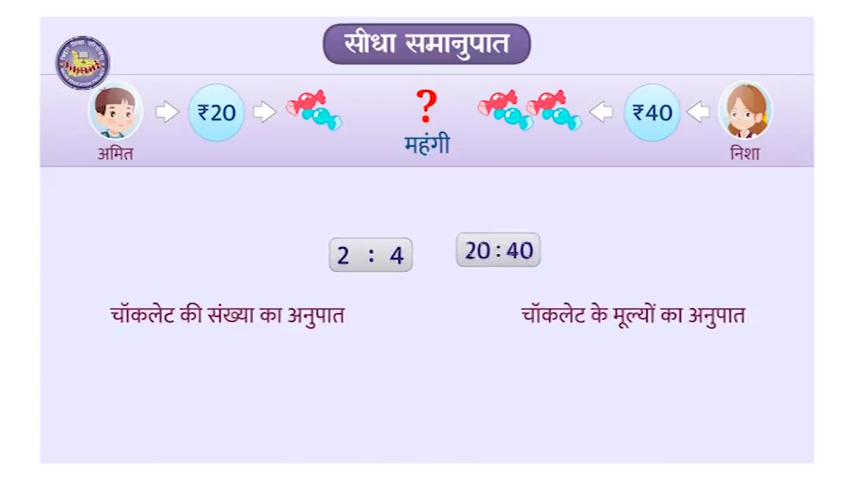 सीधा समानुपात
₹20
?
₹40
महंगी
अमित
निशा
2 : 4
20:40
चॉकलेट की संख्या का अनुपात
चॉकलेट के मूल्यों का अनुपात